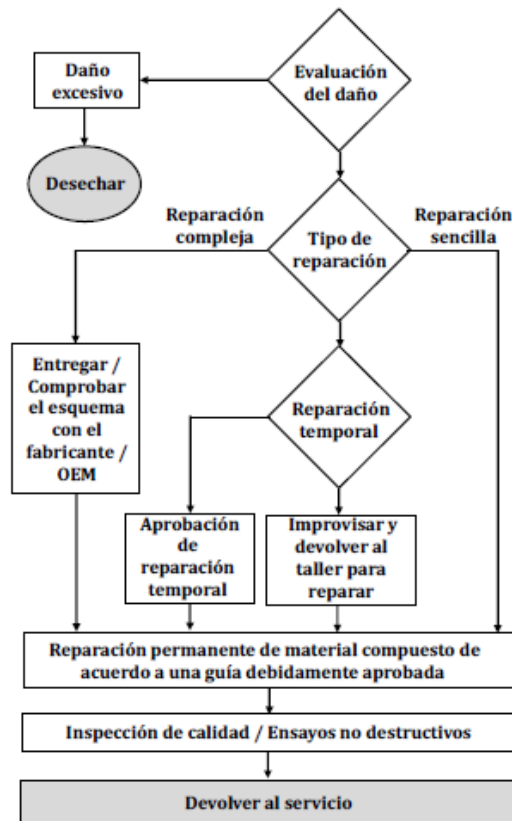 Daño
excesivo
Evaluación
del daño
Desechar
Reparación
compleja
Tipo de
reparación
Reparación
sencilla
Entregar /
Comprobar
el esquema
con el
fabricante /
OEM
Reparación
temporal
Aprobación
de
reparación
temporal
Improvisar y
devolver al
taller para
reparar
Reparación permanente de material compuesto de
acuerdo a una guía debidamente aprobada
Inspección de calidad / Ensayos no destructivos
Devolver al servicio